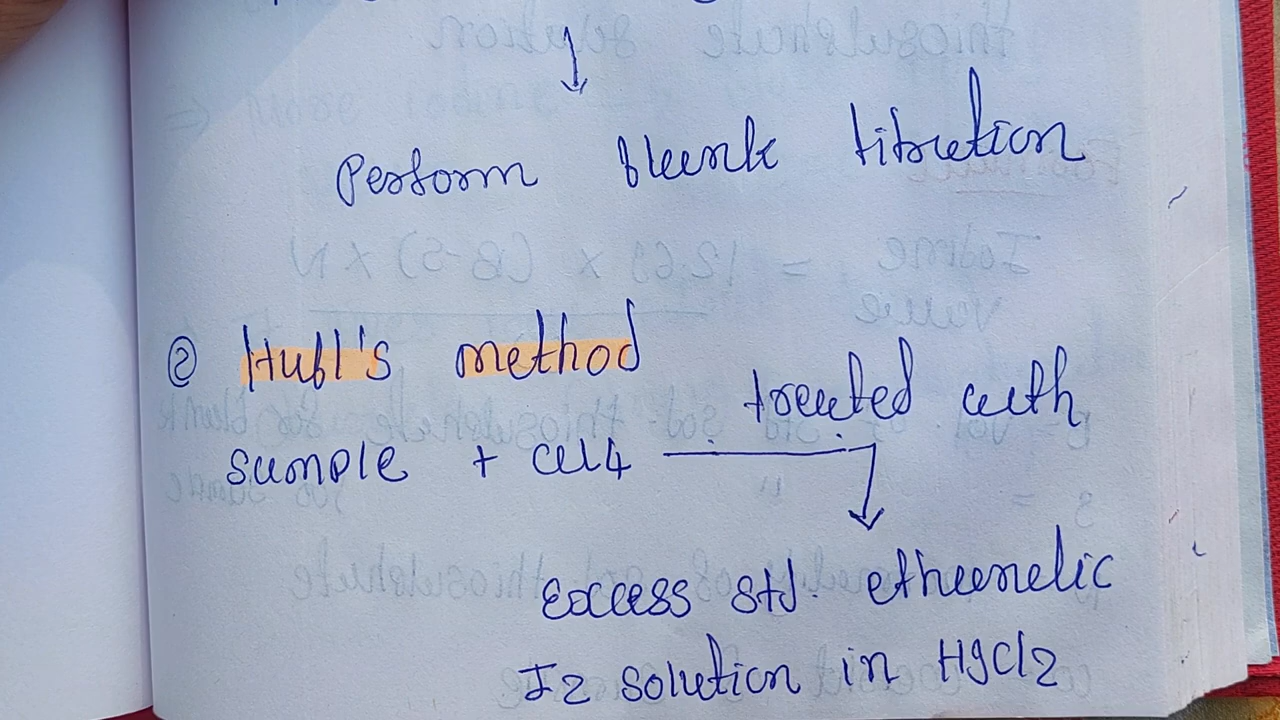 ↓
Perform blank titration
② Hubl's method
sample + CCl4 → treated with
↓
Excess std. ethanolic
I2 solution in HgCl2